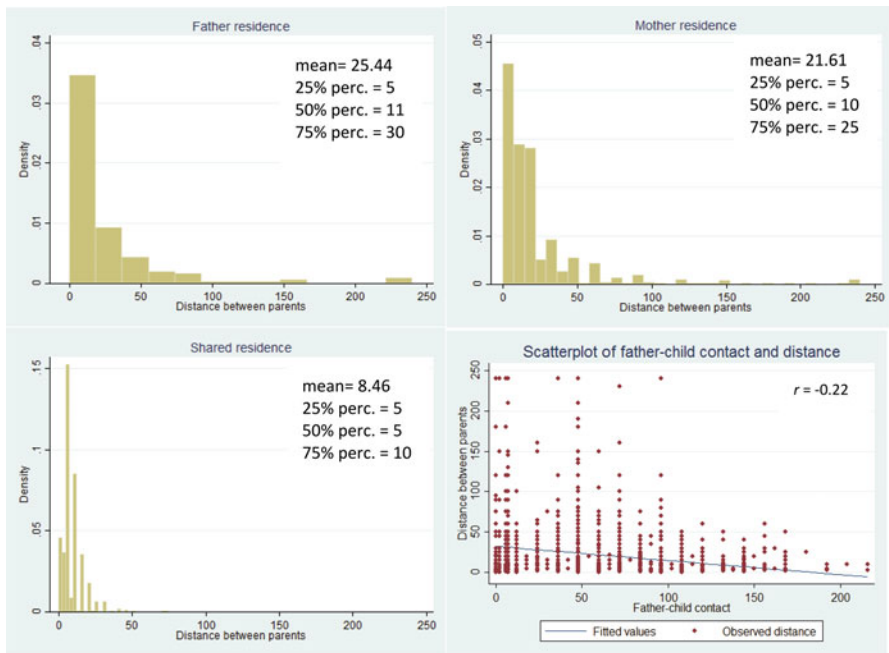 Father residence
mean= 25.44
25% perc. = 5
50% perc. = 11
75% perc. = 30
Density
.04
.03
.02
.01
0
0 50 100 150 200 250
Distance between parents
Mother residence
mean= 21.61
25% perc. = 5
50% perc. = 10
75% perc. = 25
Density
.05
.04
.03
.02
.01
0
0 50 100 150 200 250
Distance between parents
Shared residence
mean= 8.46
25% perc. = 5
50% perc. = 5
75% perc. = 10
Density
.15
.1
.05
0
0 50 100 150 200 250
Distance between parents
Scatterplot of father-child contact and distance
r = -0.22
Distance between parents
250
200
150
100
50
0
0 50 100 150 200
Father-child contact
Fitted values Observed distance